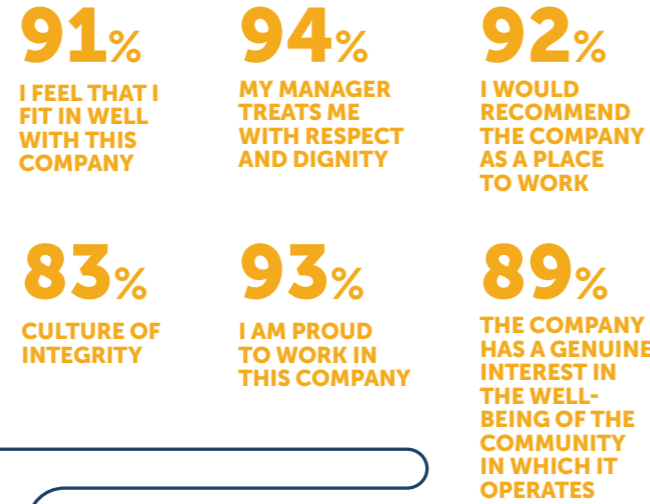 91%
I FEEL THAT I
FIT IN WELL
WITH THIS
COMPANY
94%
MY MANAGER
TREATS ME
WITH RESPECT
AND DIGNITY
92%
I WOULD
RECOMMEND
THE COMPANY
AS A PLACE
TO WORK
83%
CULTURE OF
INTEGRITY
93%
I AM PROUD
TO WORK IN
THIS COMPANY
89%
THE COMPANY
HAS A GENUINE
INTEREST IN
THE WELL-
BEING OF THE
COMMUNITY
IN WHICH IT
OPERATES